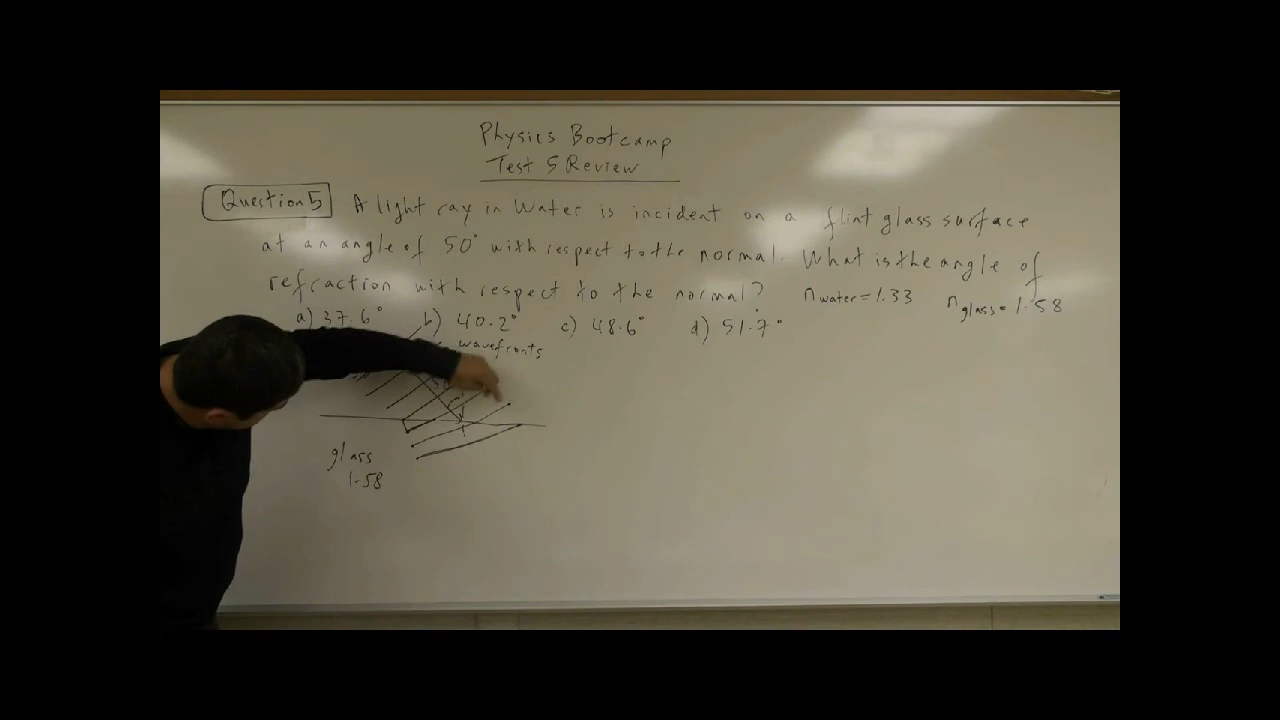 Physics Bootcamp
Test 5 Review
Question 5 A light ray in Water is incident on a flint glass surface
at an angle of 50° with respect to the normal. What is the angle of
refraction with respect to the normal? n water = 1.33 n glass = 1.58
a) 37.6° b) 40.2° c) 48.6° d) 51.7°
wavefronts
glass
1.58